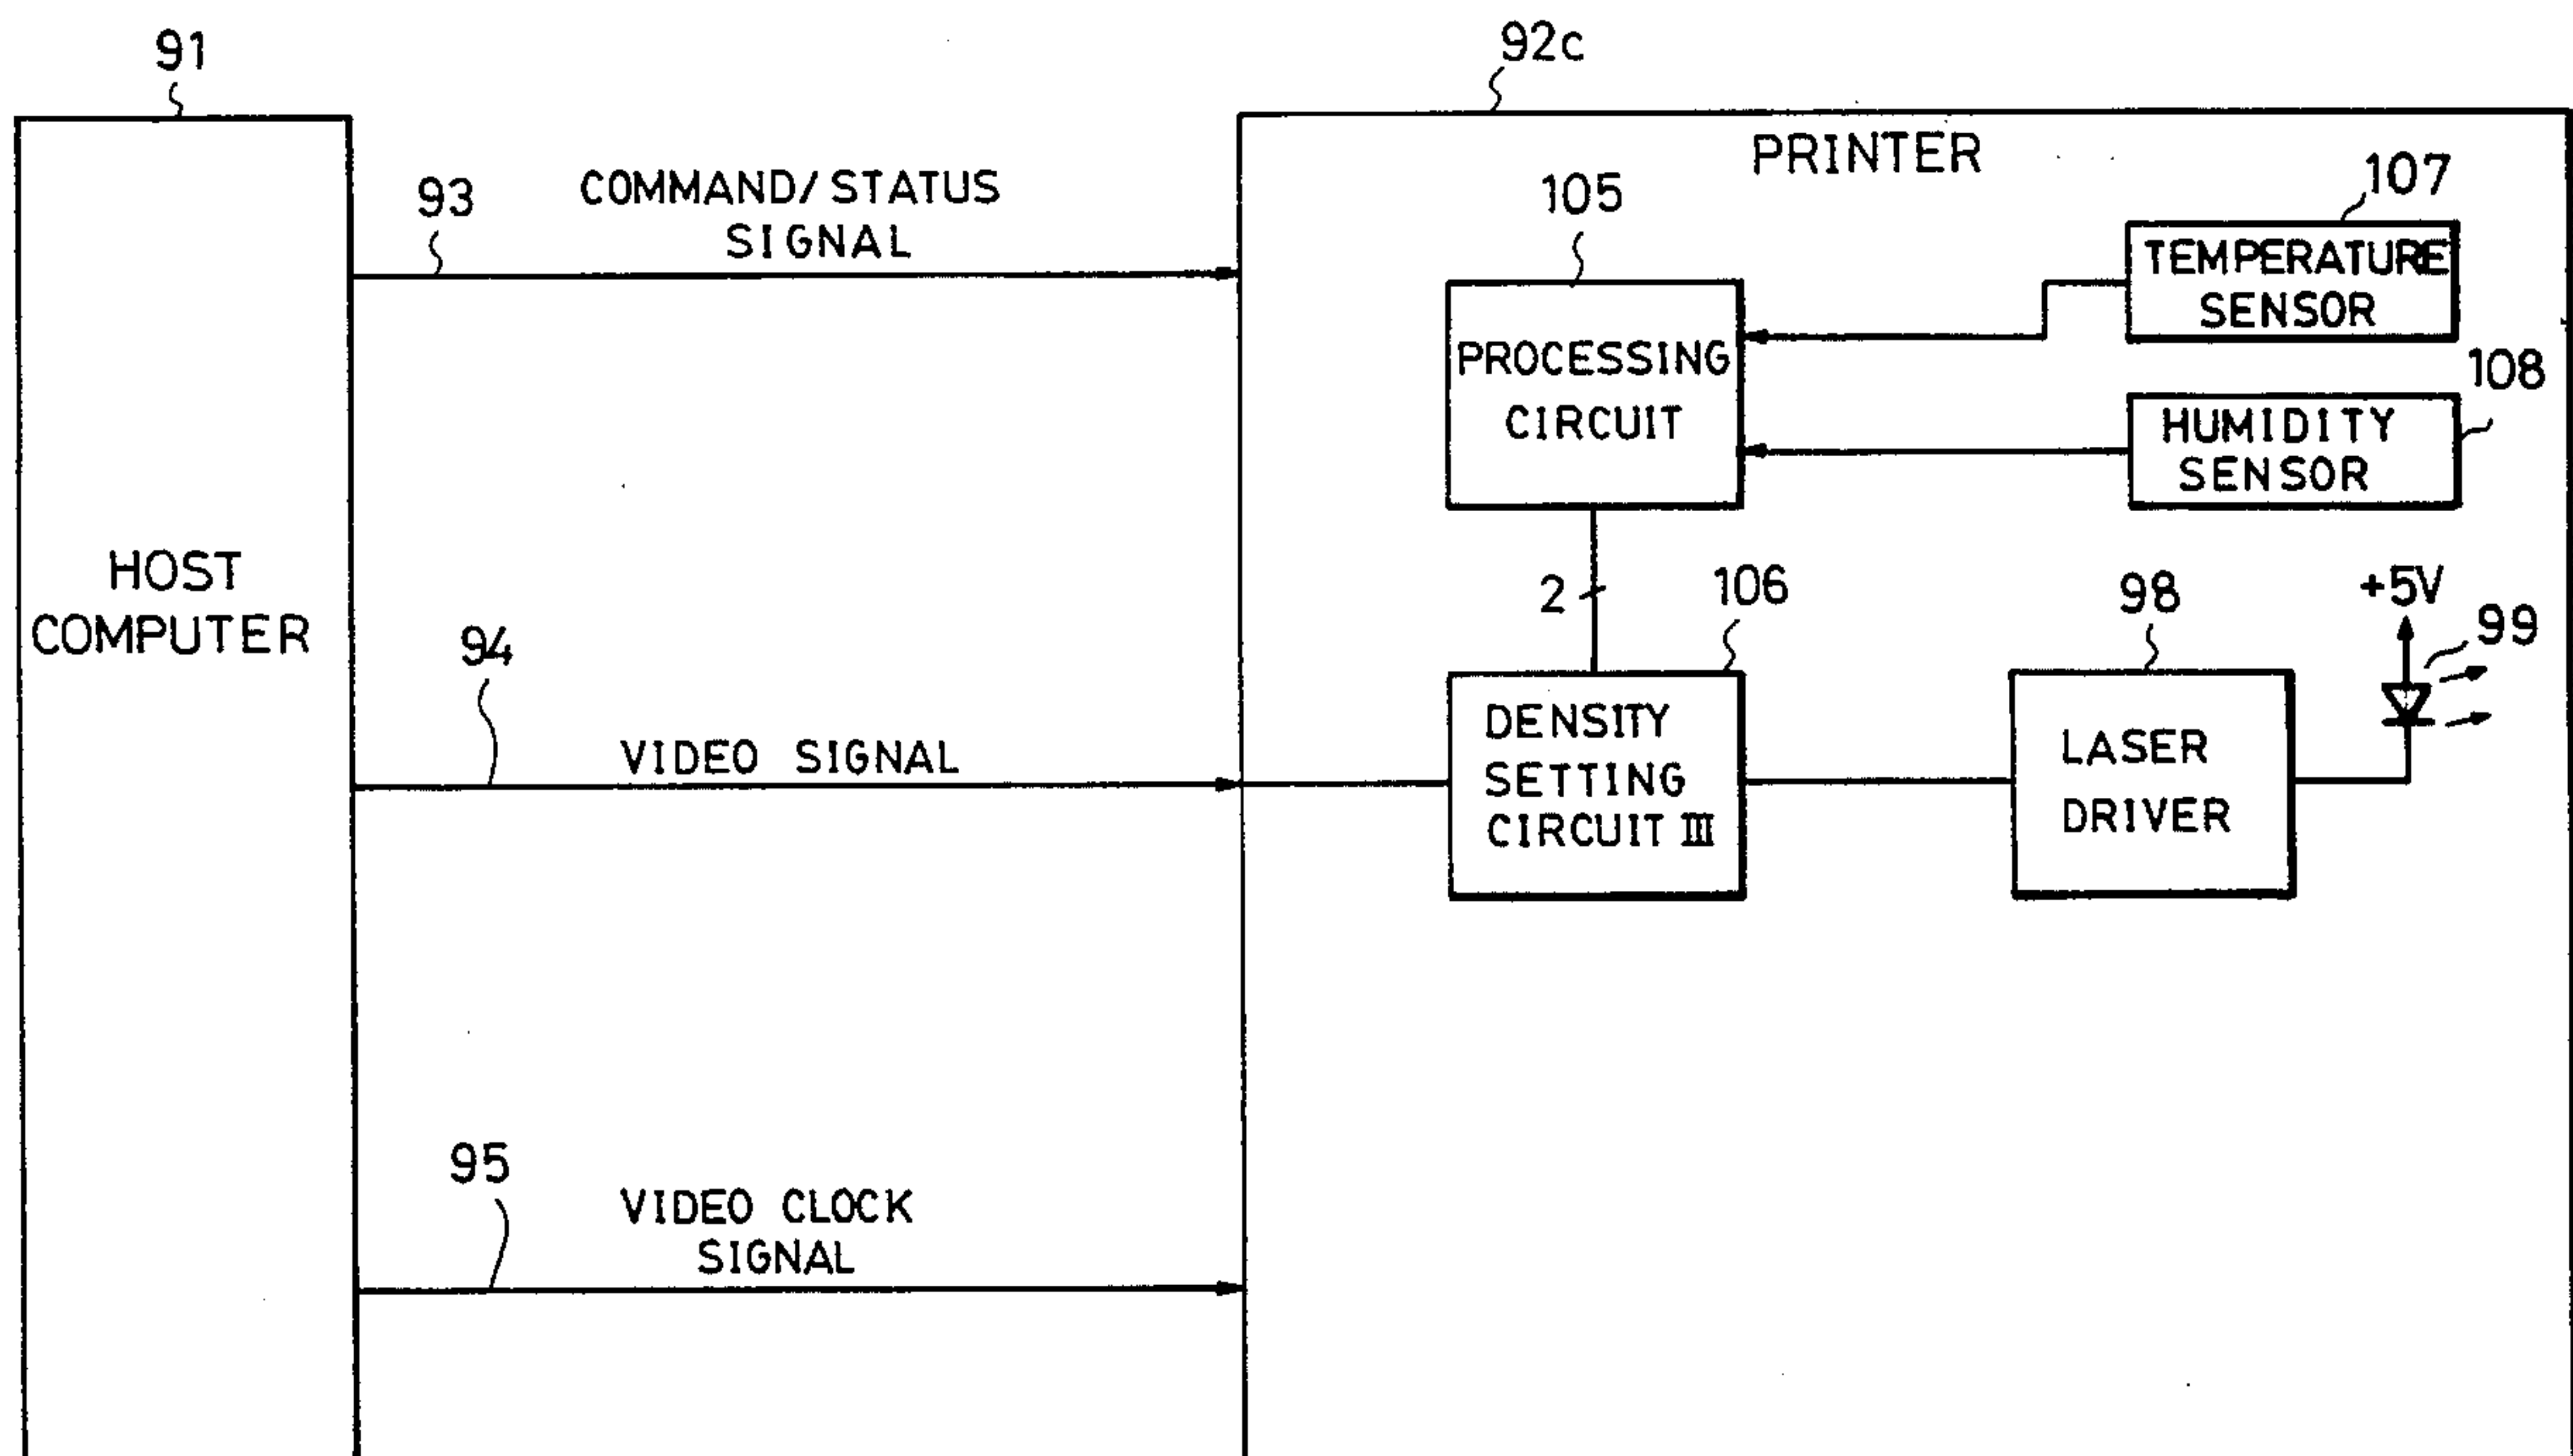 91
92c
PRINTER
93
COMMAND/STATUS
SIGNAL
105
107
TEMPERATURE
SENSOR
PROCESSING
CIRCUIT
108
HUMIDITY
SENSOR
HOST
COMPUTER
2
106
98
+5V
99
94
VIDEO SIGNAL
DENSITY
SETTING
CIRCUIT III
LASER
DRIVER
95
VIDEO CLOCK
SIGNAL